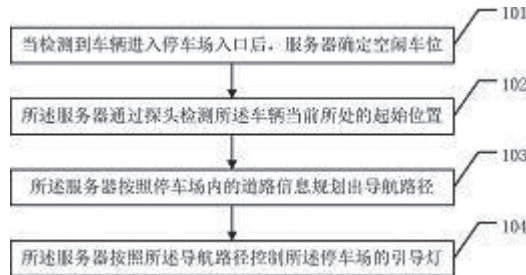 101
当检测到车辆进入停车场入口后，服务器确定空闲车位
102
所述服务器通过探头检测所述车辆当前所处的起始位置
103
所述服务器按照停车场内的道路信息规划出导航路径
104
所述服务器按照所述导航路径控制所述停车场的引导灯